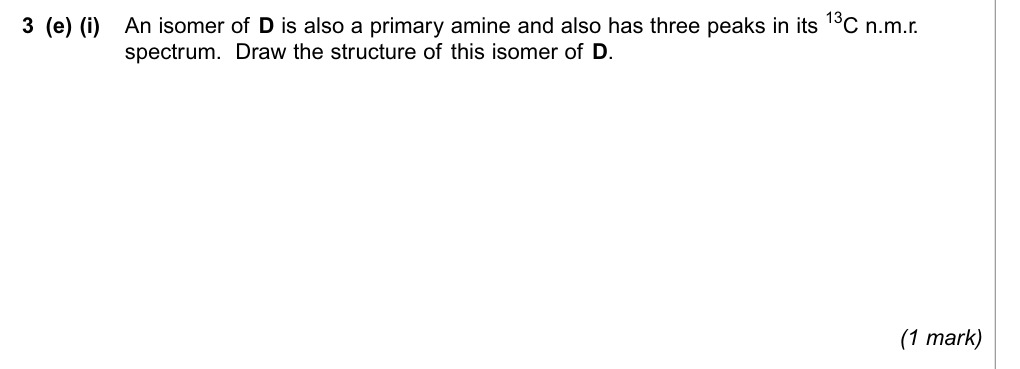 3 (e) (i) An isomer of D is also a primary amine and also has three peaks in its ¹³C n.m.r.
spectrum. Draw the structure of this isomer of D.
(1 mark)